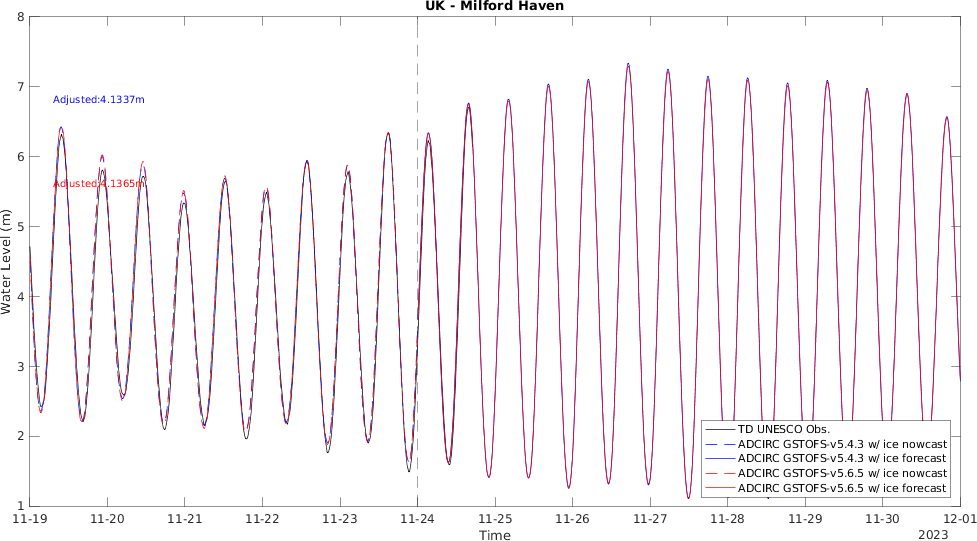 UK - Milford Haven
8
7
6
5
4
3
2
1
Water Level (m)
Adjusted:4.1337m
Adjusted:4.1365m
TD UNESCO Obs.
ADCIRC GSTOFS-v5.4.3 w/ ice nowcast
ADCIRC GSTOFS-v5.4.3 w/ ice forecast
ADCIRC GSTOFS-v5.6.5 w/ ice nowcast
ADCIRC GSTOFS-v5.6.5 w/ ice forecast
11-19 11-20 11-21 11-22 11-23 11-24 11-25 11-26 11-27 11-28 11-29 11-30 12-01
Time
2023